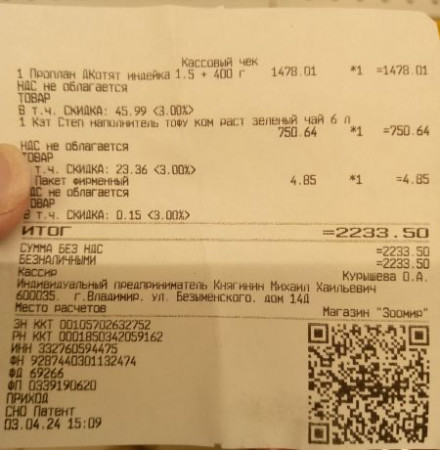 Кассовый чек
1 Проплан ДКотят индейка 1.5 + 400 г 1478.01 *1 =1478.01
НДС не облагается
ТОВАР
В т.ч. СКИДКА: 45.99 <3.00%>
1 Кэт Степ наполнитель тофу ком раст зеленый чай 6 л
750.64 *1 =750.64
НДС не облагается
ТОВАР
т.ч. СКИДКА: 23.36 <3.00%>
Пакет фирменный 4.85 *1 =4.85
ДС не облагается
ОВАР
т.ч. СКИДКА: 0.15 <3.00%>
ИТОГ =2233.50
СУММА БЕЗ НДС =2233.50
БЕЗНАЛИЧНЫМИ =2233.50
Кассир Курышева О.А.
Индивидуальный предприниматель Княгинин Михаил Хаильевич
600035. г.Владимир. ул. Безыменского. дом 14Д
Место расчетов Магазин "Зоомир"
ЗН ККТ 00105702632752
РН ККТ 0001850342059162
ИНН 332760594475
ФН 9287440301132474
ФД 69266
ФП 0339190620
ПРИХОД
СНО Патент
03.04.24 15:09